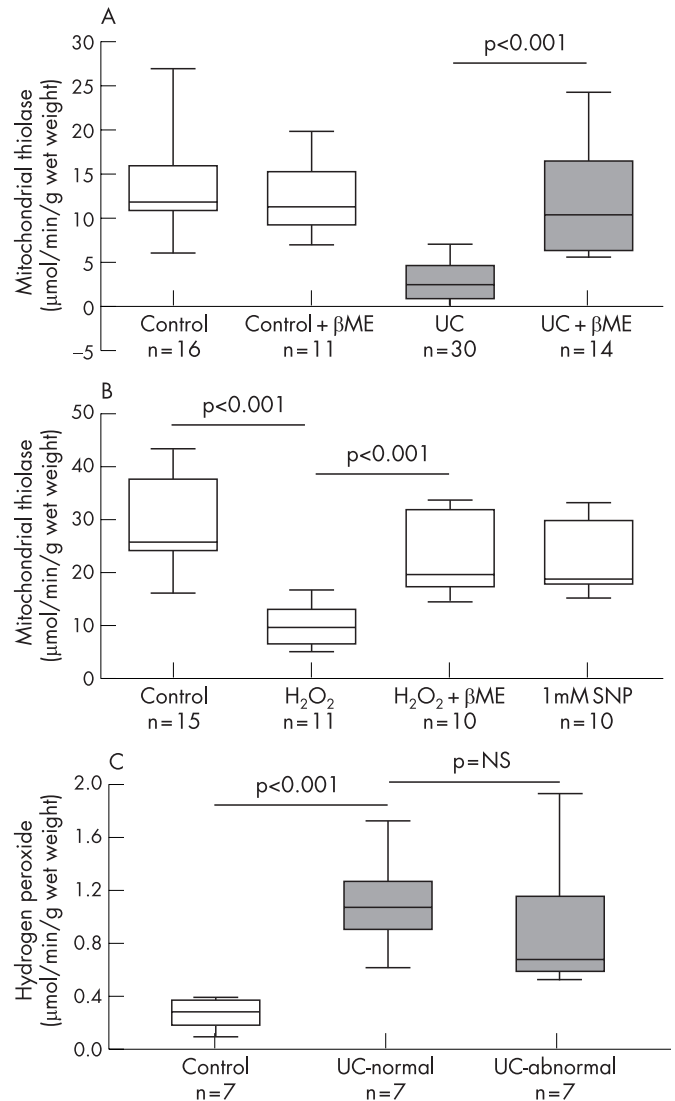 A
p<0.001
Mitochondrial thiolase
(μmol/min/g wet weight)
30
25
20
15
10
5
0
–5
Control
n=16
Control + βME
n=11
UC
n=30
UC + βME
n=14
B
p<0.001
p<0.001
Mitochondrial thiolase
(μmol/min/g wet weight)
50
40
30
20
10
0
Control
n=15
H₂O₂
n=11
H₂O₂ + βME
n=10
1mM SNP
n=10
C
p<0.001
p=NS
Hydrogen peroxide
(μmol/min/g wet weight)
2.0
1.6
1.2
0.8
0.4
0.0
Control
n=7
UC-normal
n=7
UC-abnormal
n=7